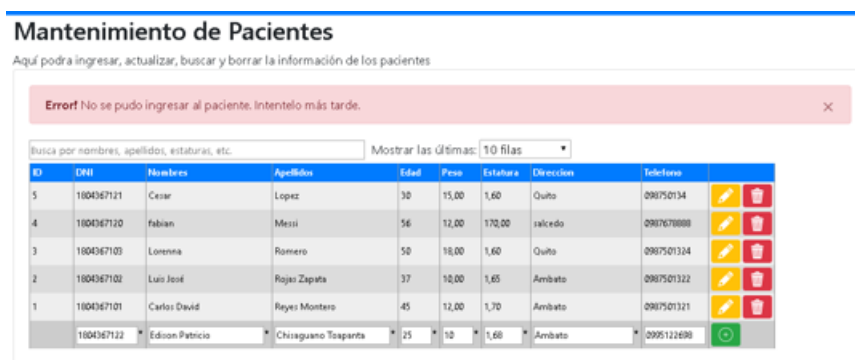 Mantenimiento de Pacientes
Aquí podra ingresar, actualizar, buscar y borrar la información de los pacientes
Error! No se pudo ingresar al paciente. Intentelo más tarde. ×
Busca por nombres, apellidos, estaturas, etc. Mostrar las últimas: 10 filas
ID DNI Nombres Apellidos Edad Peso Estatura Direccion Telefono
5 1804367121 Cesar Lopez 30 15,00 1,60 Quito 098750134
4 1804367120 fabian Messi 56 12,00 170,00 salcedo 0987678888
3 1804367103 Lorenna Romero 50 18,00 1,60 Quito 0987501324
2 1804367102 Luis José Rojas Zapata 37 10,00 1,65 Ambato 0987501322
1 1804367101 Carlos David Reyes Montero 45 12,00 1,70 Ambato 0987501321
1804367122 * Edison Patricio * Chisaguano Toapanta * 25 * 10 * 1,68 * Ambato * 0995122698